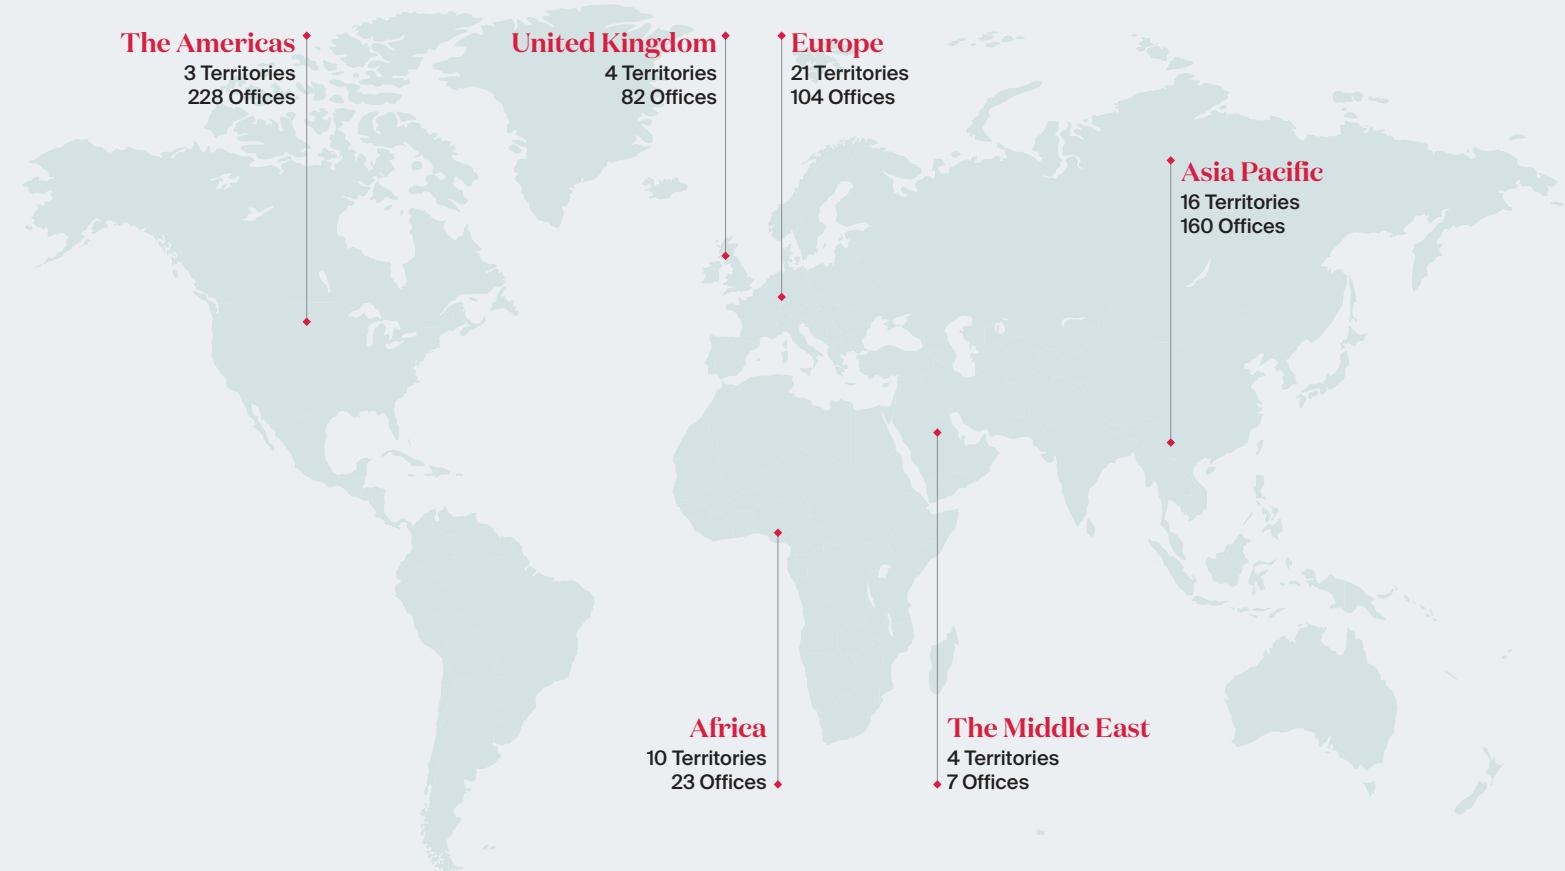 The Americas
3 Territories
228 Offices
United Kingdom
4 Territories
82 Offices
Europe
21 Territories
104 Offices
Asia Pacific
16 Territories
160 Offices
Africa
10 Territories
23 Offices
The Middle East
4 Territories
7 Offices